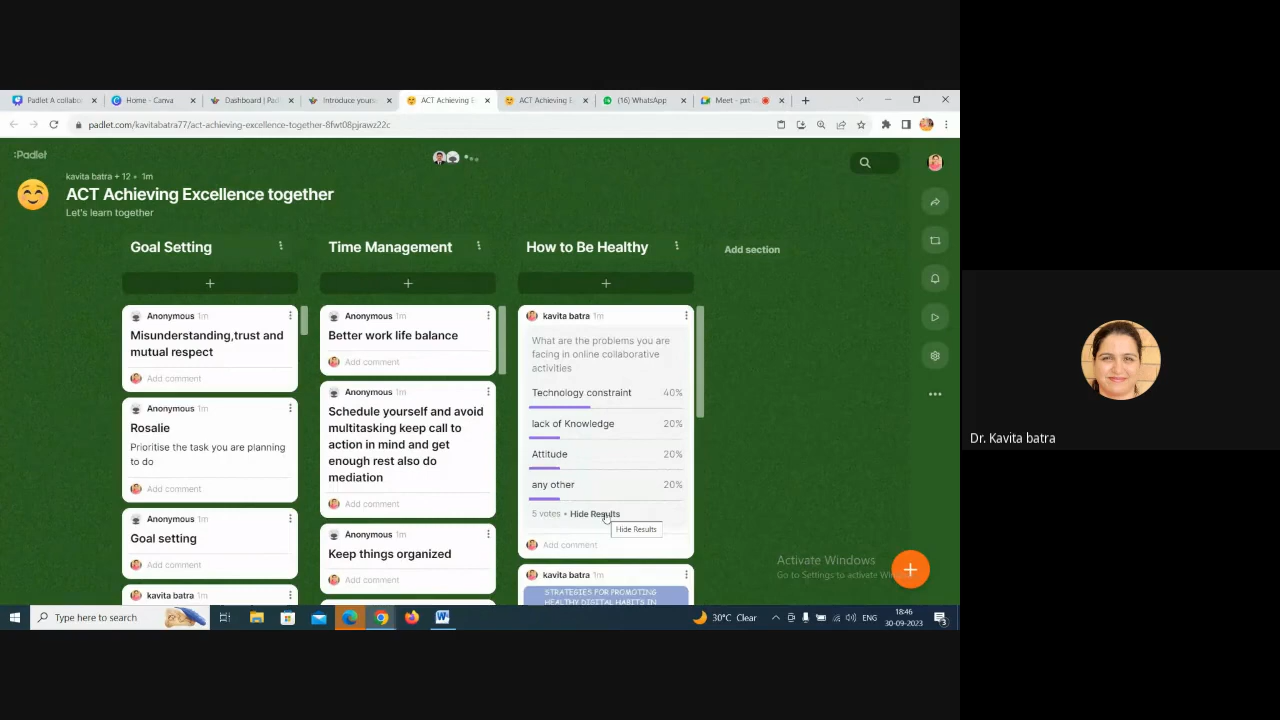 Padlet A collabo
Home - Canva
Dashboard | Padl
Introduce yours
ACT Achieving E
ACT Achieving E
(16) WhatsApp
Meet - pxt-
padlet.com/kavitabatra77/act-achieving-excellence-together-8fwt08pjrawz22c
:Padlet
kavita batra + 12 • 1m
ACT Achieving Excellence together
Let's learn together
Goal Setting
Time Management
How to Be Healthy
Add section
Anonymous 1m
Misunderstanding,trust and
mutual respect
Add comment
Anonymous 1m
Rosalie
Prioritise the task you are planning
to do
Add comment
Anonymous 1m
Goal setting
Add comment
kavita batra 1m
Anonymous 1m
Better work life balance
Add comment
Anonymous 1m
Schedule yourself and avoid
multitasking keep call to
action in mind and get
enough rest also do
mediation
Add comment
Anonymous 1m
Keep things organized
Add comment
kavita batra 1m
What are the problems you are
facing in online collaborative
activities
Technology constraint 40%
lack of Knowledge 20%
Attitude 20%
any other 20%
5 votes • Hide Results
Hide Results
Add comment
kavita batra 1m
STRATEGIES FOR PROMOTING
HEALTHY DIGITAL HABITS IN
Activate Windows
Go to Settings to activate Win
Dr. Kavita batra
Type here to search
30°C Clear
ENG
18:46
30-09-2023
3